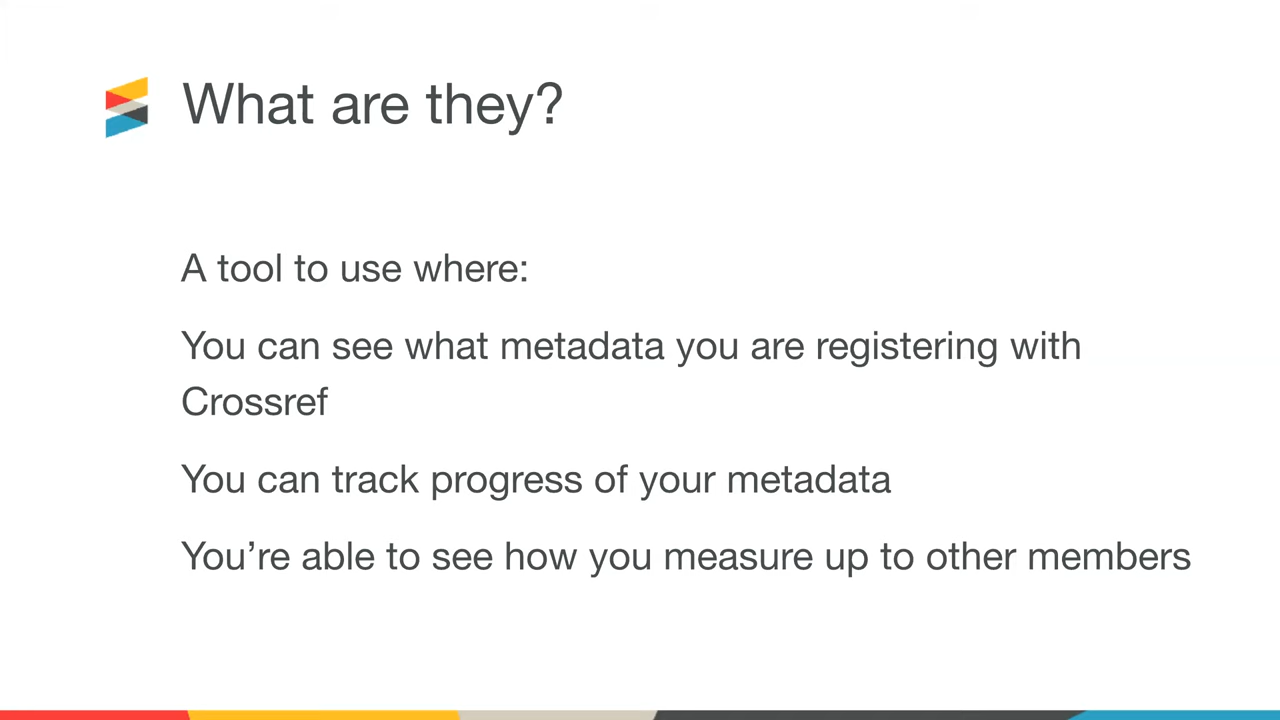 What are they?
A tool to use where:
You can see what metadata you are registering with
Crossref
You can track progress of your metadata
You’re able to see how you measure up to other members